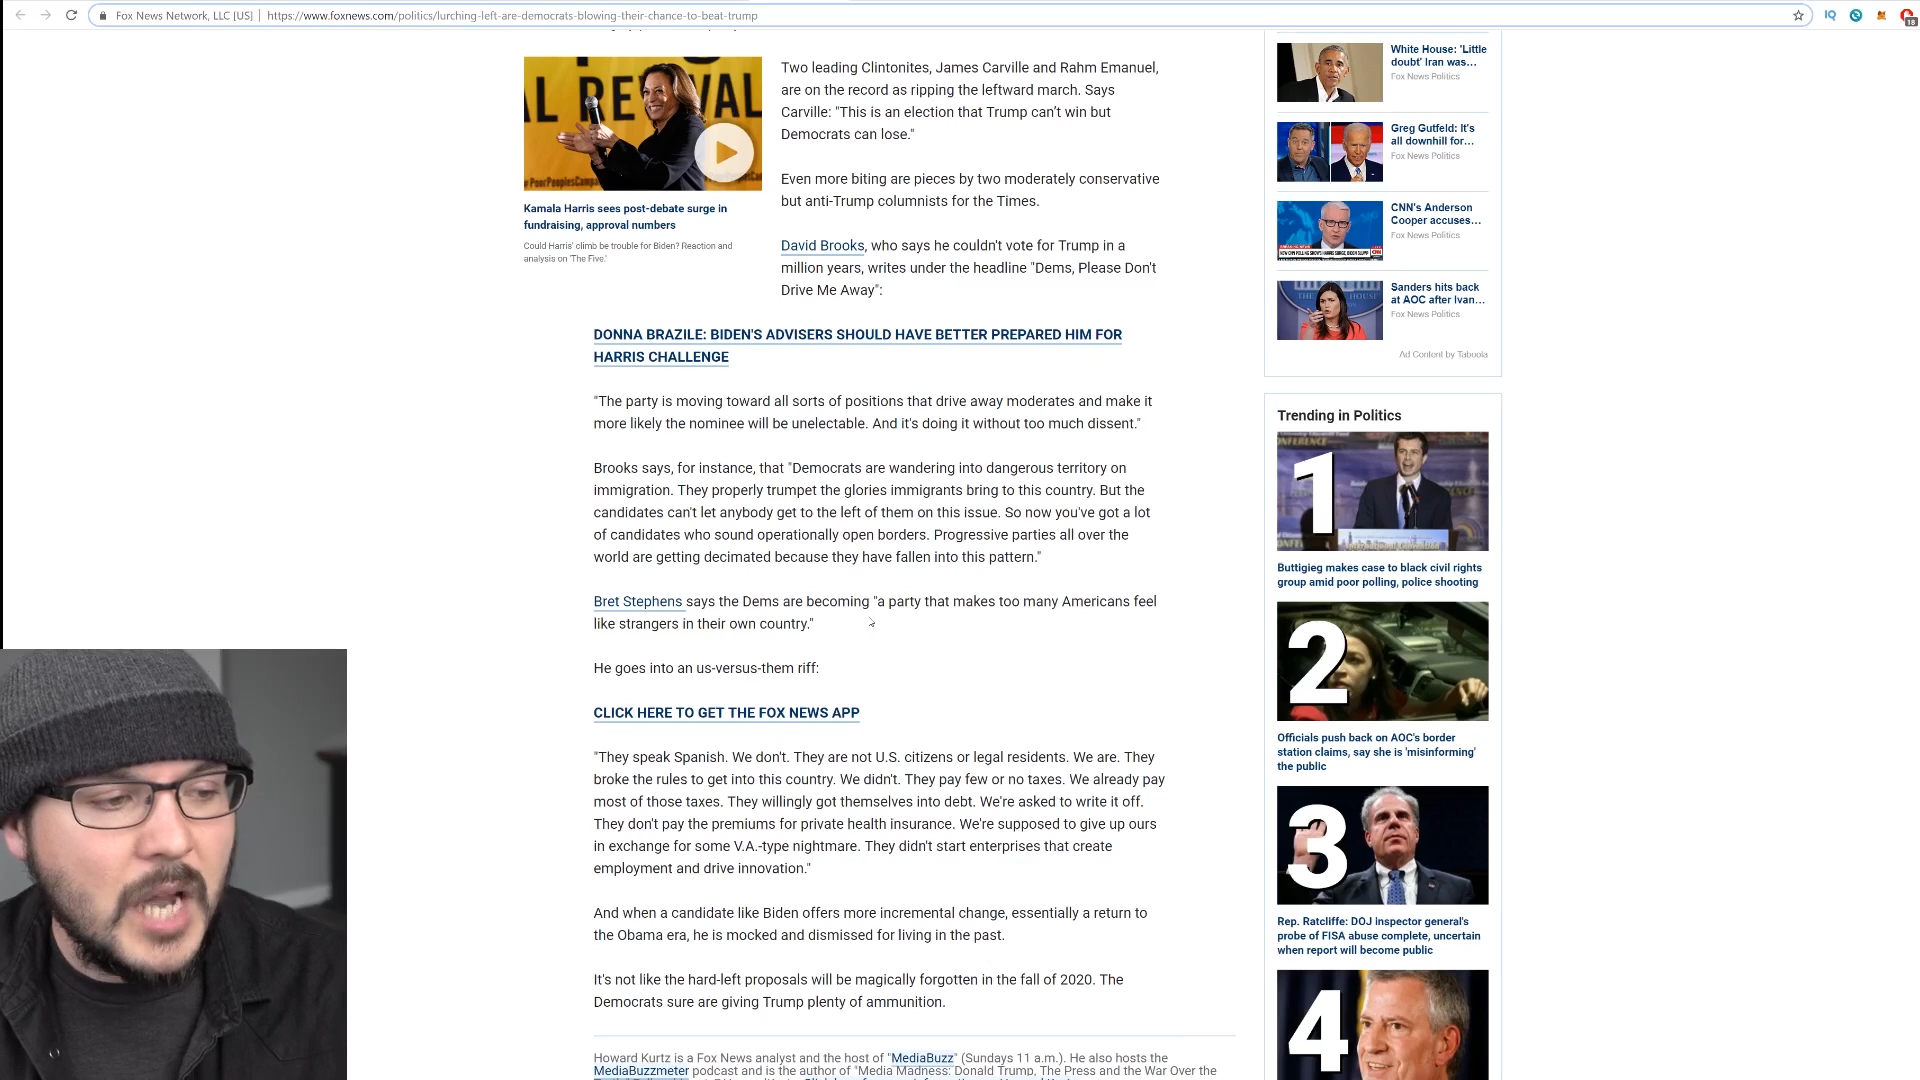 Fox News Network, LLC [US] | https://www.foxnews.com/politics/lurching-left-are-democrats-blowing-their-chance-to-beat-trump
18
AL REVIVAL
Kamala Harris sees post-debate surge in
fundraising, approval numbers
Could Harris' climb be trouble for Biden? Reaction and
analysis on 'The Five.'
Two leading Clintonites, James Carville and Rahm Emanuel,
are on the record as ripping the leftward march. Says
Carville: "This is an election that Trump can’t win but
Democrats can lose."
Even more biting are pieces by two moderately conservative
but anti-Trump columnists for the Times.
David Brooks, who says he couldn't vote for Trump in a
million years, writes under the headline "Dems, Please Don't
Drive Me Away":
DONNA BRAZILE: BIDEN'S ADVISERS SHOULD HAVE BETTER PREPARED HIM FOR
HARRIS CHALLENGE
"The party is moving toward all sorts of positions that drive away moderates and make it
more likely the nominee will be unelectable. And it's doing it without too much dissent."
Brooks says, for instance, that "Democrats are wandering into dangerous territory on
immigration. They properly trumpet the glories immigrants bring to this country. But the
candidates can't let anybody get to the left of them on this issue. So now you've got a lot
of candidates who sound operationally open borders. Progressive parties all over the
world are getting decimated because they have fallen into this pattern."
Bret Stephens says the Dems are becoming "a party that makes too many Americans feel
like strangers in their own country."
He goes into an us-versus-them riff:
CLICK HERE TO GET THE FOX NEWS APP
"They speak Spanish. We don't. They are not U.S. citizens or legal residents. We are. They
broke the rules to get into this country. We didn't. They pay few or no taxes. We already pay
most of those taxes. They willingly got themselves into debt. We're asked to write it off.
They don't pay the premiums for private health insurance. We're supposed to give up ours
in exchange for some V.A.-type nightmare. They didn't start enterprises that create
employment and drive innovation."
And when a candidate like Biden offers more incremental change, essentially a return to
the Obama era, he is mocked and dismissed for living in the past.
It's not like the hard-left proposals will be magically forgotten in the fall of 2020. The
Democrats sure are giving Trump plenty of ammunition.
Howard Kurtz is a Fox News analyst and the host of "MediaBuzz" (Sundays 11 a.m.). He also hosts the
MediaBuzzmeter podcast and is the author of "Media Madness: Donald Trump, The Press and the War Over the
White House: 'Little
doubt' Iran was...
Fox News Politics
Greg Gutfeld: It's
all downhill for...
Fox News Politics
CNN's Anderson
Cooper accuses...
Fox News Politics
Sanders hits back
at AOC after Ivan...
Fox News Politics
Ad Content by Taboola
Trending in Politics
1
Buttigieg makes case to black civil rights
group amid poor polling, police shooting
2
Officials push back on AOC's border
station claims, say she is 'misinforming'
the public
3
Rep. Ratcliffe: DOJ inspector general's
probe of FISA abuse complete, uncertain
when report will become public
4